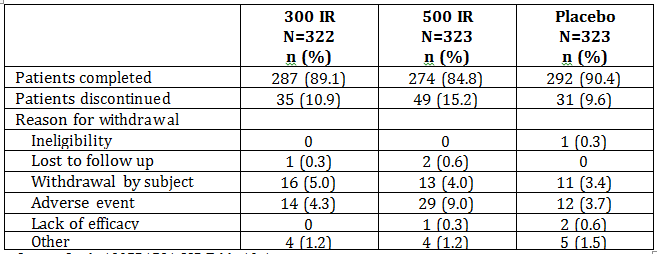 300 IR 500 IR Placebo
N=322 N=323 N=323
n (%) n (%) n (%)
Patients completed 287 (89.1) 274 (84.8) 292 (90.4)
Patients discontinued 35 (10.9) 49 (15.2) 31 (9.6)
Reason for withdrawal
Ineligibility 0 0 1 (0.3)
Lost to follow up 1 (0.3) 2 (0.6) 0
Withdrawal by subject 16 (5.0) 13 (4.0) 11 (3.4)
Adverse event 14 (4.3) 29 (9.0) 12 (3.7)
Lack of efficacy 0 1 (0.3) 2 (0.6)
Other 4 (1.2) 4 (1.2) 5 (1.5)